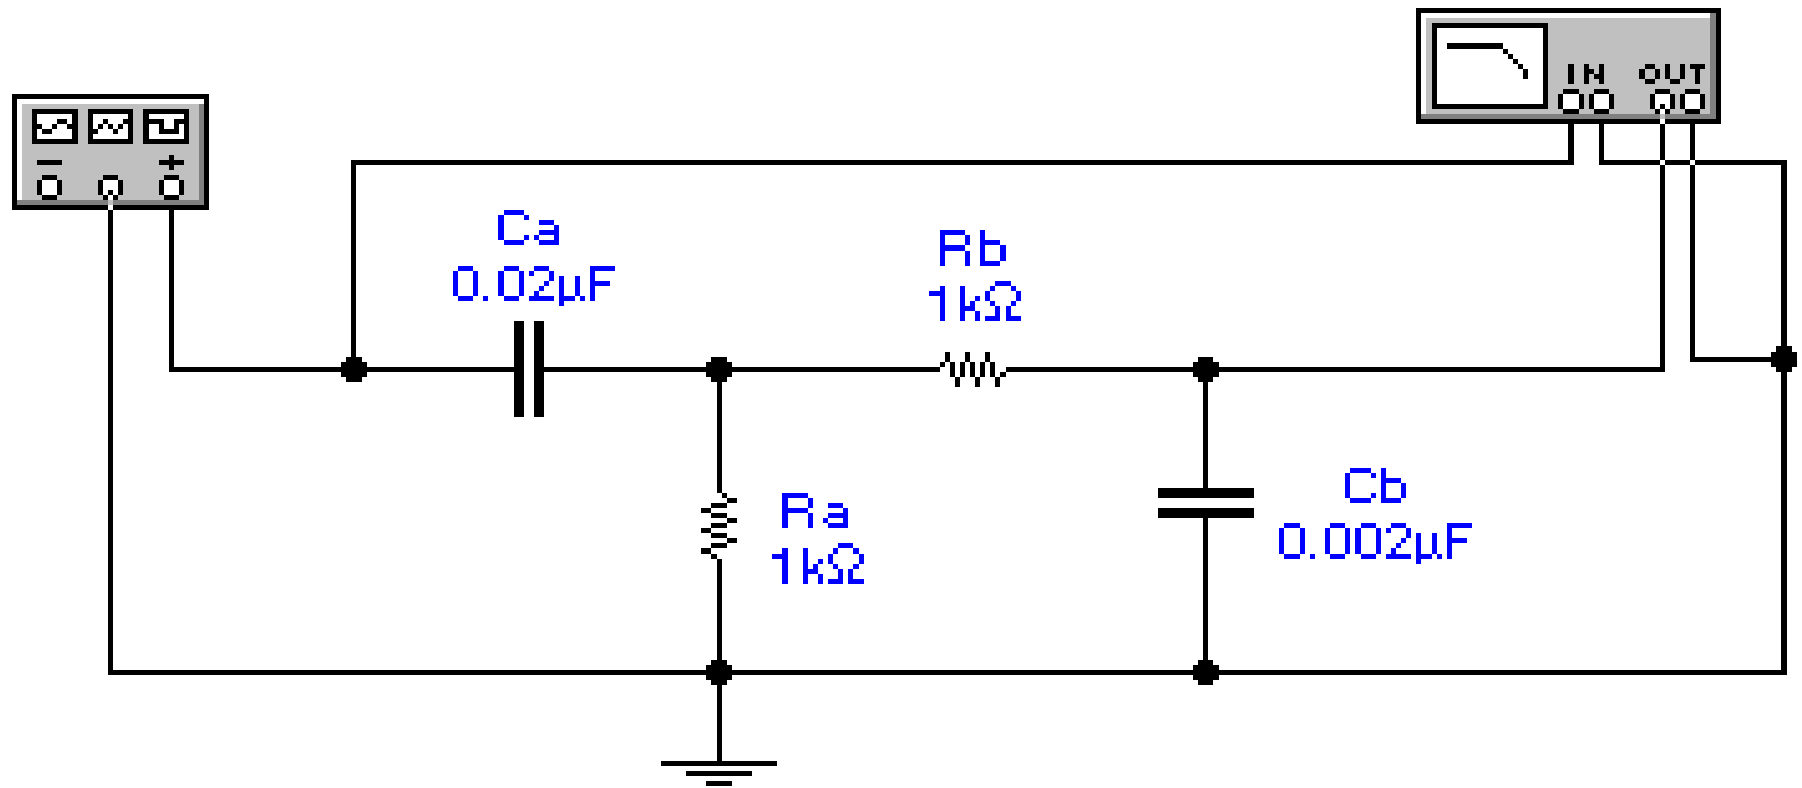 IN OUT
− +
Ca
0.02µF
Rb
1kΩ
Ra
1kΩ
Cb
0.002µF